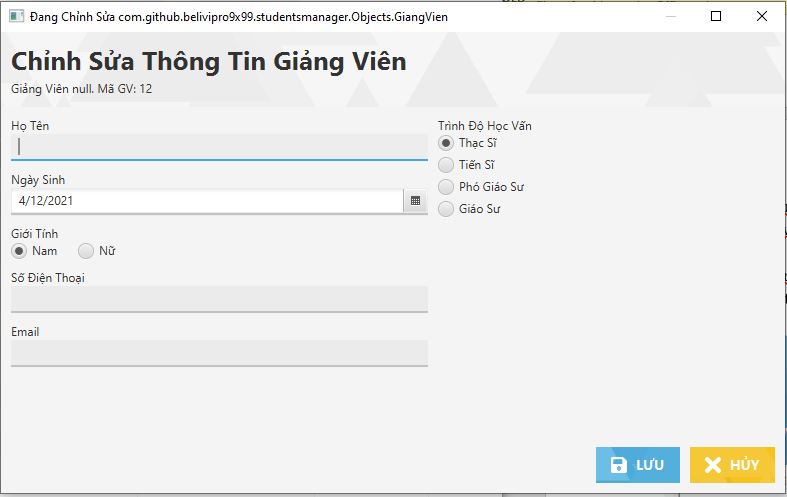 Đang Chỉnh Sửa com.github.belivipro9x99.studentsmanager.Objects.GiangVien
Chỉnh Sửa Thông Tin Giảng Viên
Giảng Viên null. Mã GV: 12
Họ Tên
Ngày Sinh
4/12/2021
Giới Tính
Nam
Nữ
Số Điện Thoại
Email
Trình Độ Học Vấn
Thạc Sĩ
Tiến Sĩ
Phó Giáo Sư
Giáo Sư
LƯU
HỦY